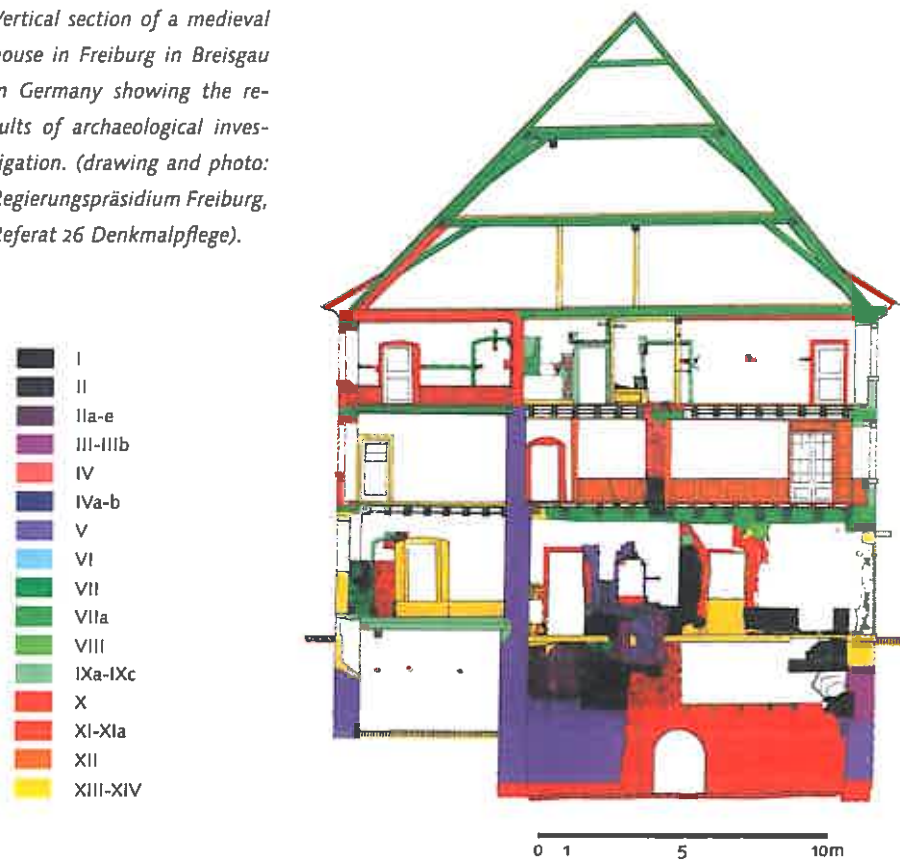 Vertical section of a medieval
house in Freiburg in Breisgau
in Germany showing the re-
sults of archaeological inves-
tigation. (drawing and photo:
Regierungspräsidium Freiburg,
Referat 26 Denkmalpflege).
I
II
IIa-e
III-IIIb
IV
IVa-b
V
VI
VII
VIIa
VIII
IXa-IXc
X
XI-XIa
XII
XIII-XIV
0 1 5 10m